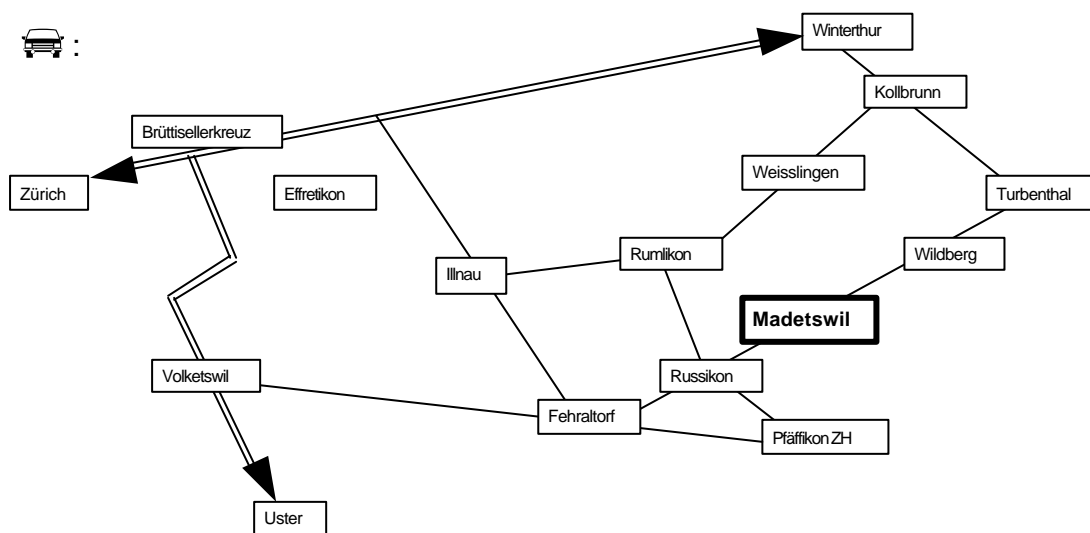 :
Winterthur
Kollbrunn
Brüttisellerkreuz
Weisslingen
Zürich
Effretikon
Turbenthal
Rumlikon
Wildberg
Illnau
Madetswil
Volketswil
Russikon
Fehraltorf
Pfäffikon ZH
Uster